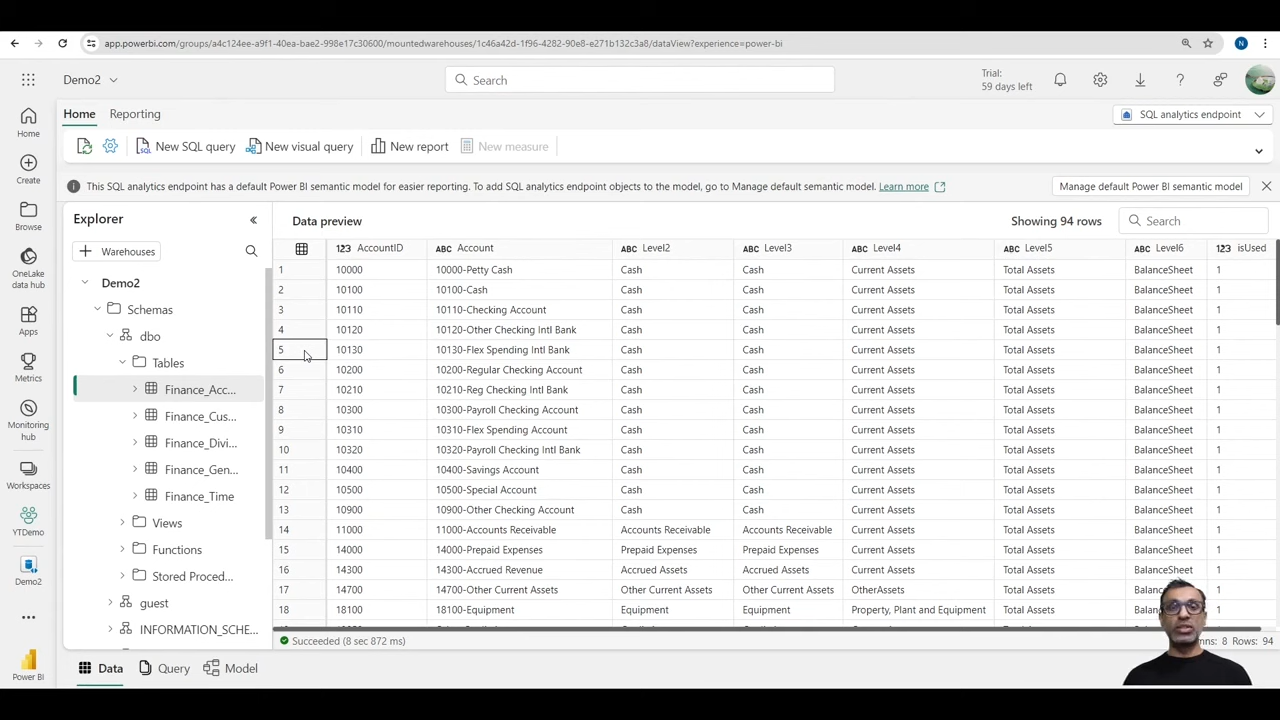 app.powerbi.com/groups/a4c124ee-a9f1-40ea-bae2-998e17c30600/mountedwarehouses/1c46a42d-1f96-4282-90e8-e271b132c3a8/dataView?experience=power-bi
N
Demo2
Search
Trial:
59 days left
Home
Reporting
SQL analytics endpoint
New SQL query
New visual query
New report
New measure
This SQL analytics endpoint has a default Power BI semantic model for easier reporting. To add SQL analytics endpoint objects to the model, go to Manage default semantic model. Learn more
Manage default Power BI semantic model
Home
Create
Browse
OneLake
data hub
Apps
Metrics
Monitoring
hub
Workspaces
YTDemo
Demo2
Power BI
Explorer
Warehouses
Demo2
Schemas
dbo
Tables
Finance_Acc...
Finance_Cus...
Finance_Divi...
Finance_Gen...
Finance_Time
Views
Functions
Stored Proced...
guest
INFORMATION_SCHE...
Data preview
Showing 94 rows
Search
123 AccountID ABC Account ABC Level2 ABC Level3 ABC Level4 ABC Level5 ABC Level6 123 isUsed
1 10000 10000-Petty Cash Cash Cash Current Assets Total Assets BalanceSheet 1
2 10100 10100-Cash Cash Cash Current Assets Total Assets BalanceSheet 1
3 10110 10110-Checking Account Cash Cash Current Assets Total Assets BalanceSheet 1
4 10120 10120-Other Checking Intl Bank Cash Cash Current Assets Total Assets BalanceSheet 1
5 10130 10130-Flex Spending Intl Bank Cash Cash Current Assets Total Assets BalanceSheet 1
6 10200 10200-Regular Checking Account Cash Cash Current Assets Total Assets BalanceSheet 1
7 10210 10210-Reg Checking Intl Bank Cash Cash Current Assets Total Assets BalanceSheet 1
8 10300 10300-Payroll Checking Account Cash Cash Current Assets Total Assets BalanceSheet 1
9 10310 10310-Flex Spending Account Cash Cash Current Assets Total Assets BalanceSheet 1
10 10320 10320-Payroll Checking Intl Bank Cash Cash Current Assets Total Assets BalanceSheet 1
11 10400 10400-Savings Account Cash Cash Current Assets Total Assets BalanceSheet 1
12 10500 10500-Special Account Cash Cash Current Assets Total Assets BalanceSheet 1
13 10900 10900-Other Checking Account Cash Cash Current Assets Total Assets BalanceSheet 1
14 11000 11000-Accounts Receivable Accounts Receivable Accounts Receivable Current Assets Total Assets BalanceSheet 1
15 14000 14000-Prepaid Expenses Prepaid Expenses Prepaid Expenses Current Assets Total Assets BalanceSheet 1
16 14300 14300-Accrued Revenue Accrued Assets Accrued Assets Current Assets Total Assets BalanceSheet 1
17 14700 14700-Other Current Assets Other Current Assets Other Current Assets OtherAssets Total Assets BalanceSheet 1
18 18100 18100-Equipment Equipment Equipment Property, Plant and Equipment Total Assets 1
Succeeded (8 sec 872 ms)
8 Rows: 94
Data
Query
Model